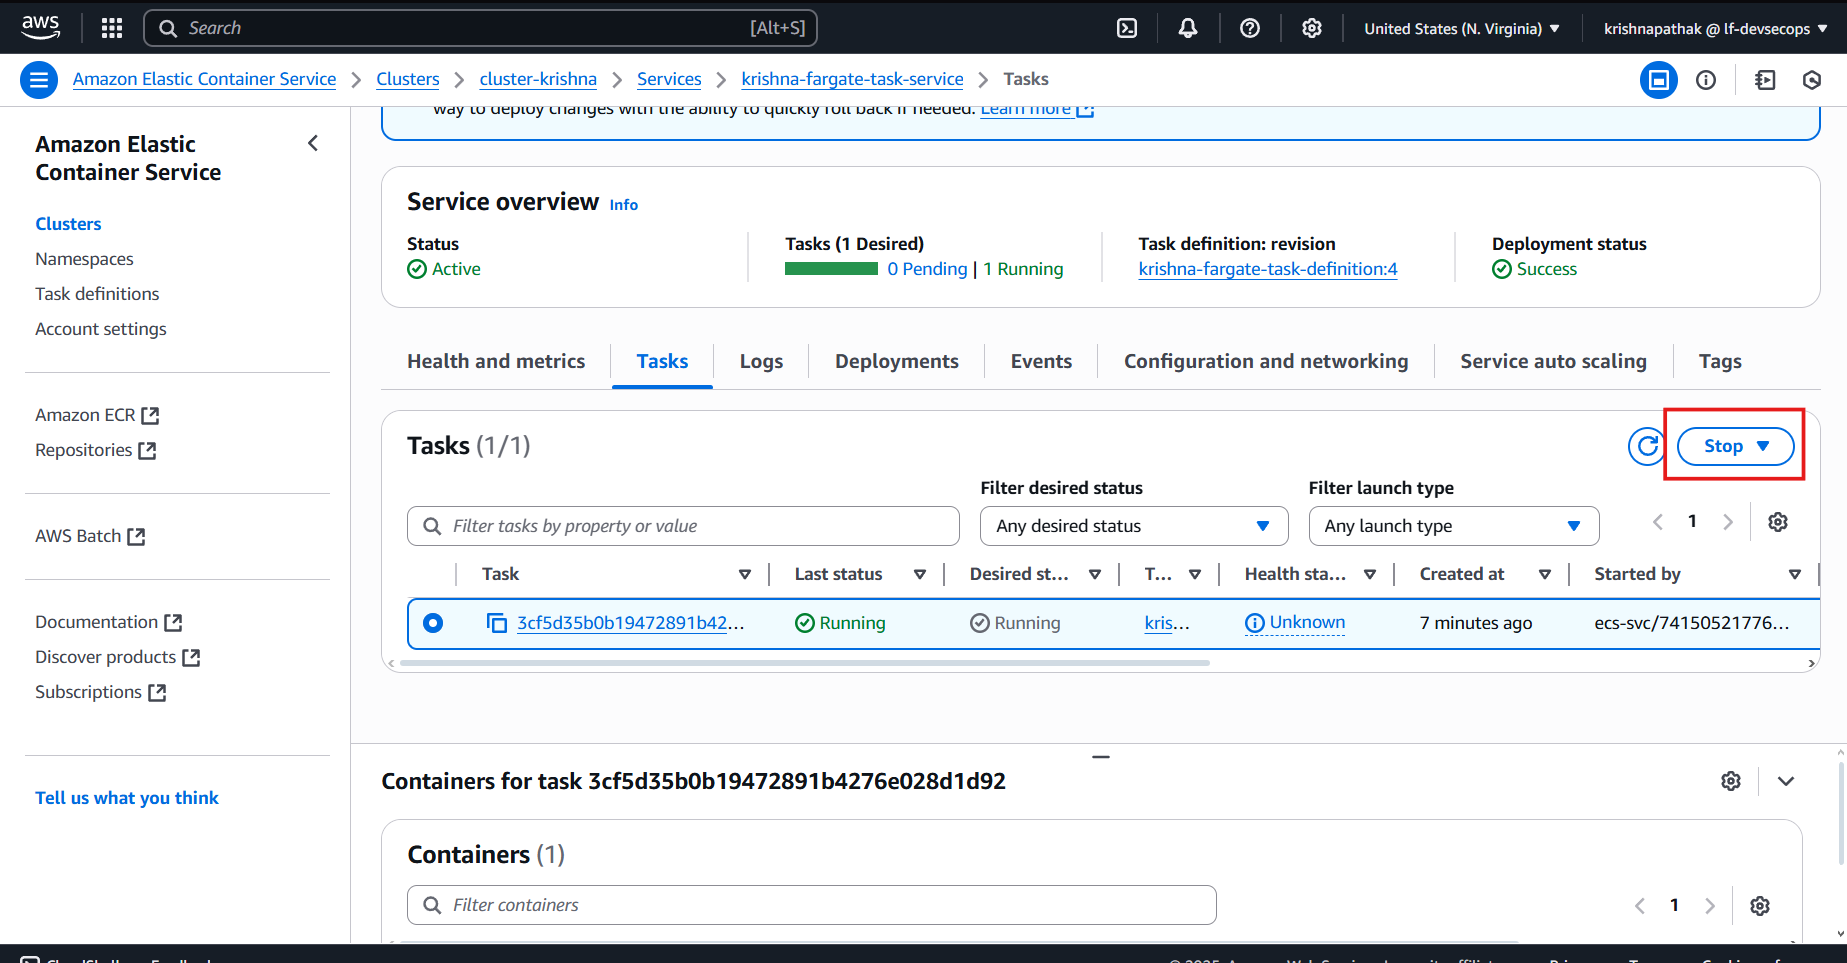 aws
Search [Alt+S]
United States (N. Virginia)
krishnapathak @ lf-devsecops
Amazon Elastic Container Service
Clusters
cluster-krishna
Services
krishna-fargate-task-service
Tasks
Amazon Elastic
Container Service
Clusters
Namespaces
Task definitions
Account settings
Amazon ECR
Repositories
AWS Batch
Documentation
Discover products
Subscriptions
Tell us what you think
way to deploy changes with the ability to quickly roll back if needed. Learn more
Service overview Info
Status
Active
Tasks (1 Desired)
0 Pending | 1 Running
Task definition: revision
krishna-fargate-task-definition:4
Deployment status
Success
Health and metrics
Tasks
Logs
Deployments
Events
Configuration and networking
Service auto scaling
Tags
Tasks (1/1)
Stop
Filter desired status
Filter launch type
Filter tasks by property or value
Any desired status
Any launch type
1
Task
Last status
Desired st...
T...
Health sta...
Created at
Started by
3cf5d35b0b19472891b42...
Running
Running
kris...
Unknown
7 minutes ago
ecs-svc/74150521776...
Containers for task 3cf5d35b0b19472891b4276e028d1d92
Containers (1)
Filter containers
1